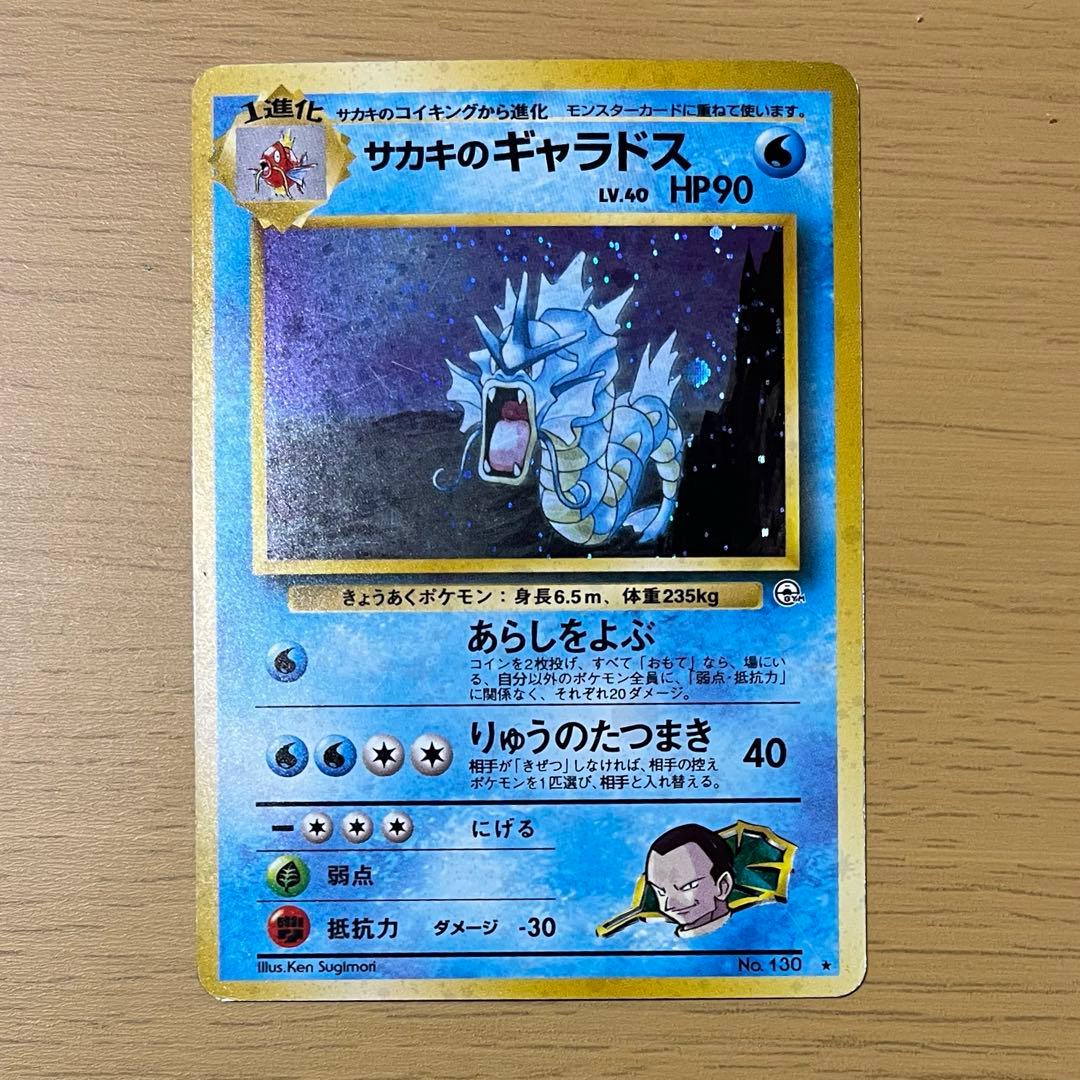 1進化
サカキのコイキングから進化　モンスターカードに重ねて使います。
サカキのギャラドス
LV.40 HP90
きょうあくポケモン：身長6.5m、体重235kg
GYM
あらしをよぶ
コインを2枚投げ、すべて「おもて」なら、場にい
る、自分以外のポケモン全員に、「弱点・抵抗力」
に関係なく、それぞれ20ダメージ。
りゅうのたつまき 40
相手が「きぜつ」しなければ、相手の控え
ポケモンを1匹選び、相手と入れ替える。
にげる
弱点
抵抗力 ダメージ -30
Illus.Ken Sugimori No. 130 ★